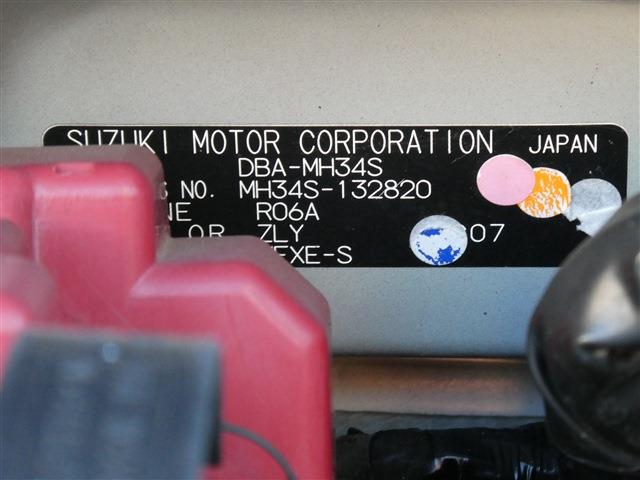 SUZUKI MOTOR CORPORATION JAPAN
DBA-MH34S
NO. MH34S-132820
NE R06A
OR ZLY 07
EXE-S